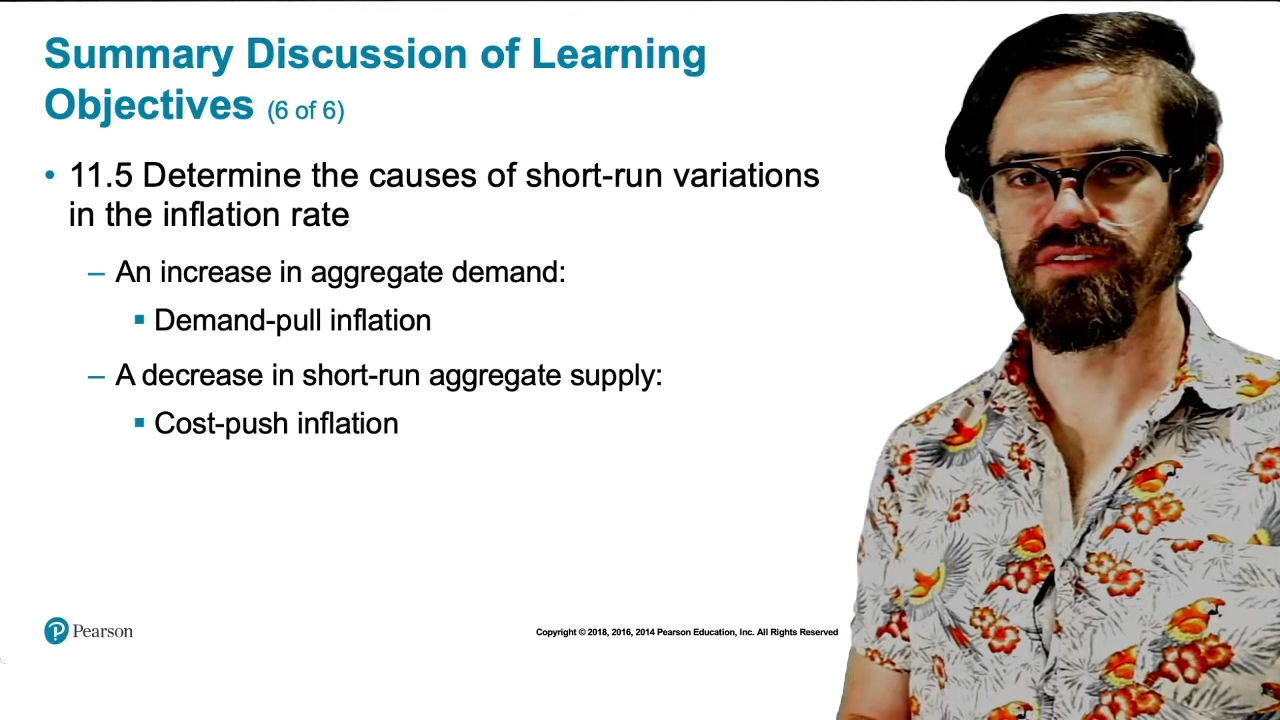 Summary Discussion of Learning
Objectives (6 of 6)
• 11.5 Determine the causes of short-run variations
in the inflation rate
– An increase in aggregate demand:
▪ Demand-pull inflation
– A decrease in short-run aggregate supply:
▪ Cost-push inflation
P Pearson
Copyright © 2018, 2016, 2014 Pearson Education, Inc. All Rights Reserved